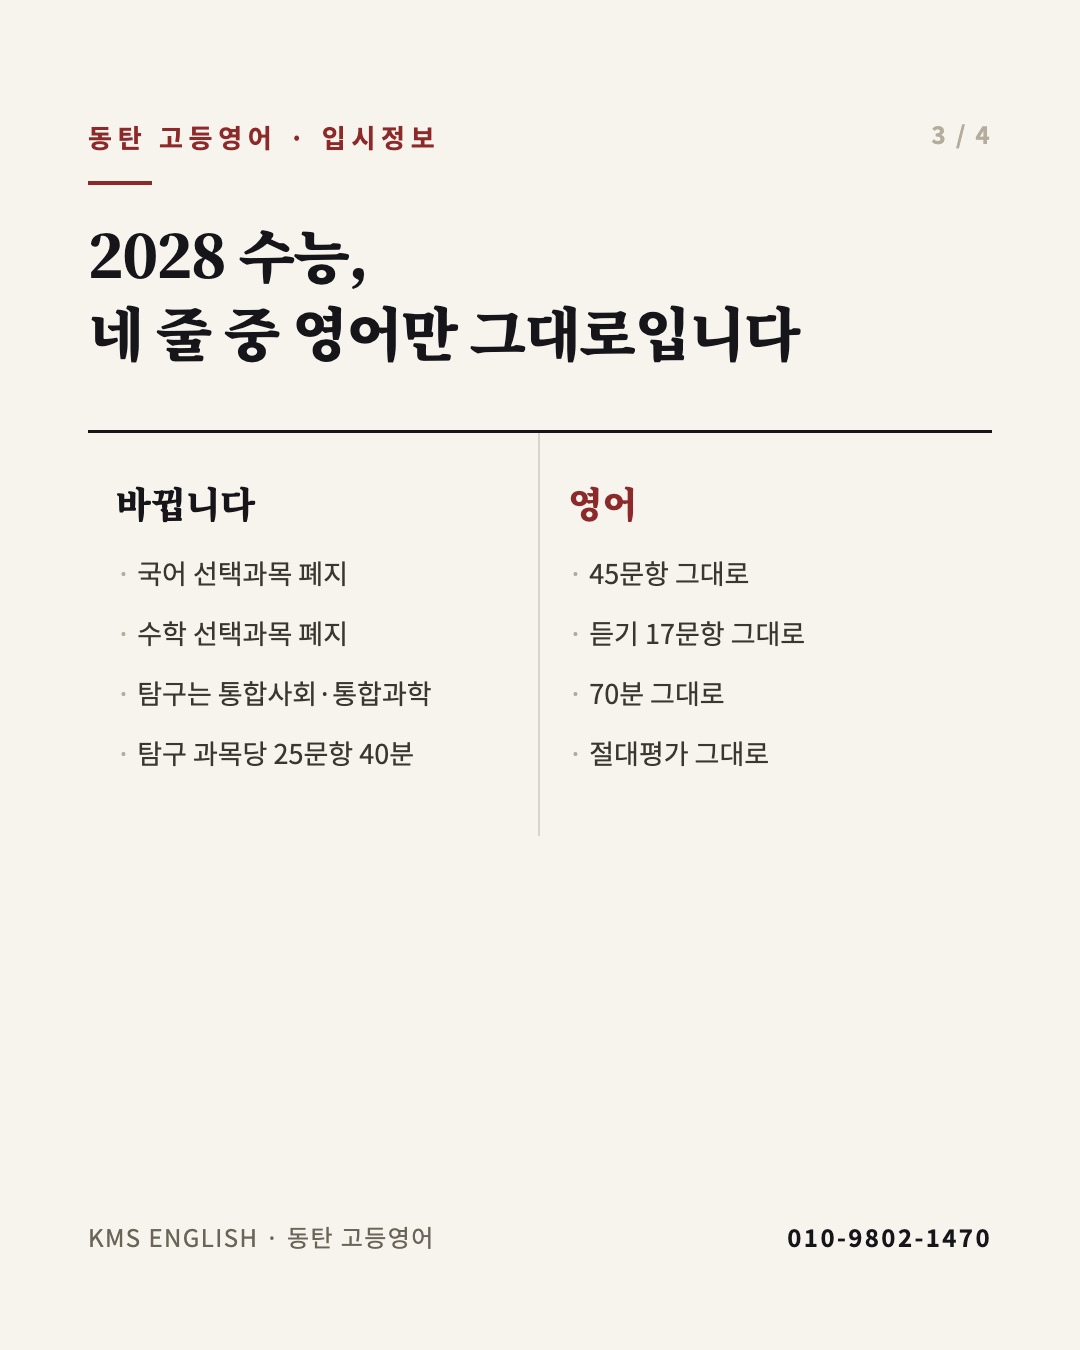 동탄 고등영어 · 입시정보
3 / 4
2028 수능,
네 줄 중 영어만 그대로입니다
바뀝니다
· 국어 선택과목 폐지
· 수학 선택과목 폐지
· 탐구는 통합사회·통합과학
· 탐구 과목당 25문항 40분
영어
· 45문항 그대로
· 듣기 17문항 그대로
· 70분 그대로
· 절대평가 그대로
KMS ENGLISH · 동탄 고등영어
010-9802-1470